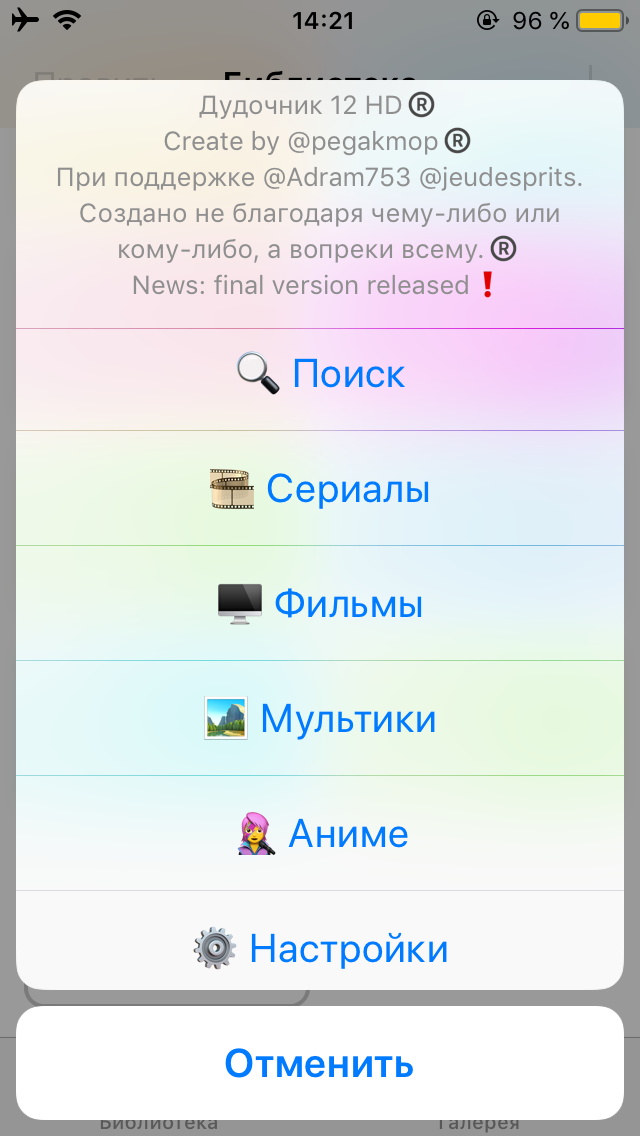 14:21
96 %
Библиотека
Дудочник 12 HD ®
Create by @pegakmop ®
При поддержке @Adram753 @jeudesprits.
Создано не благодаря чему-либо или
кому-либо, а вопреки всему. ®
News: final version released ❗
Поиск
Сериалы
Фильмы
Мультики
Аниме
Настройки
Отменить
Библиотека
Галерея